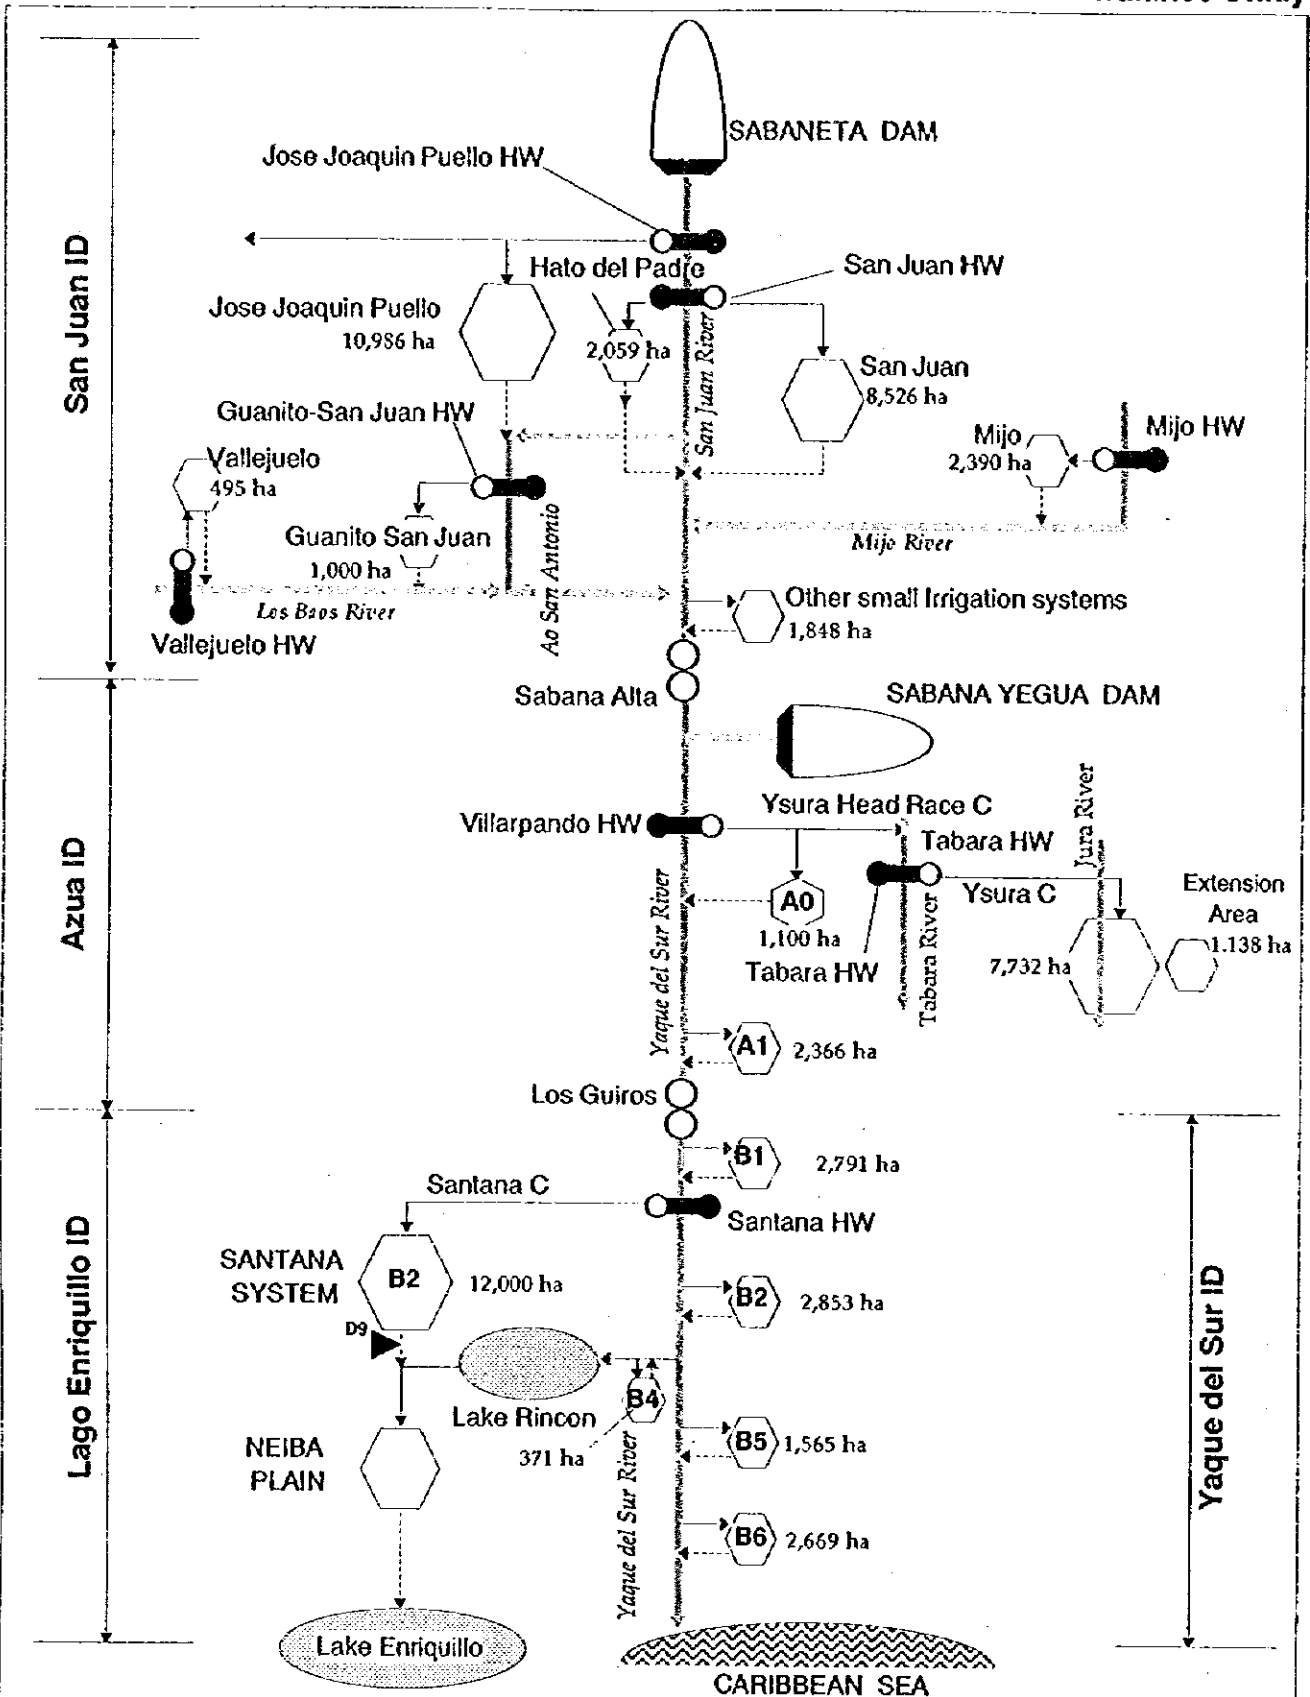 Study
SABANETA DAM
Jose Joaquin Puello HW
Hato del Padre
San Juan HW
San Juan ID
Jose Joaquin Puello
10,986 ha
2,059 ha
San Juan River
San Juan
8,526 ha
Guanito-San Juan HW
Mijo
2,390 ha
Mijo HW
Vallejuelo
495 ha
Guanito San Juan
1,000 ha
Ao San Antonio
Mijo River
Los Baos River
Vallejuelo HW
Other small Irrigation systems
1,848 ha
Sabana Alta
SABANA YEGUA DAM
Azua ID
Villarpando HW
Ysura Head Race C
Tabara HW
Jura River
Ysura C
Extension
Area
1.138 ha
A0
1,100 ha
Tabara HW
Tabara River
7,732 ha
Yaque del Sur River
A1
2,366 ha
Los Guiros
B1
2,791 ha
Santana C
Santana HW
Lago Enriquillo ID
SANTANA
SYSTEM
B2
12,000 ha
B2
2,853 ha
Yaque del Sur ID
D9
Lake Rincon
B4
371 ha
B5
1,565 ha
NEIBA
PLAIN
Yaque del Sur River
B6
2,669 ha
Lake Enriquillo
CARIBBEAN SEA